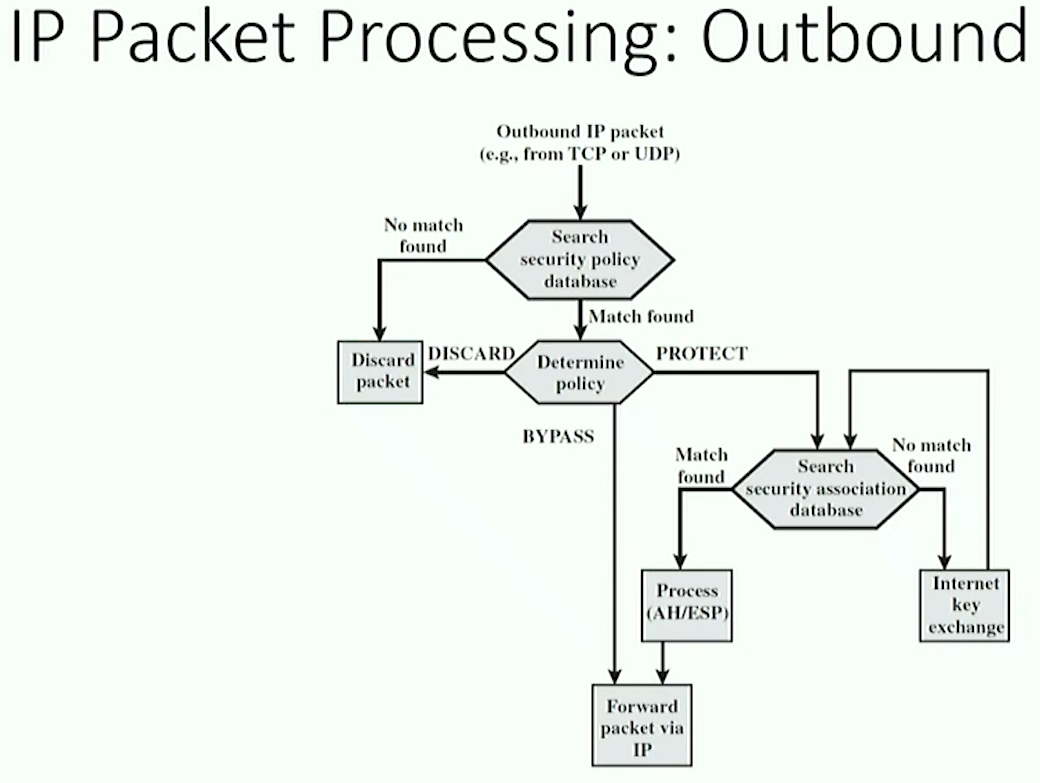 IP Packet Processing: Outbound
Outbound IP packet
(e.g., from TCP or UDP)
No match
found
Search
security policy
database
Match found
Discard
packet
DISCARD
Determine
policy
PROTECT
BYPASS
Match
found
Search
security association
database
No match
found
Process
(AH/ESP)
Internet
key
exchange
Forward
packet via
IP